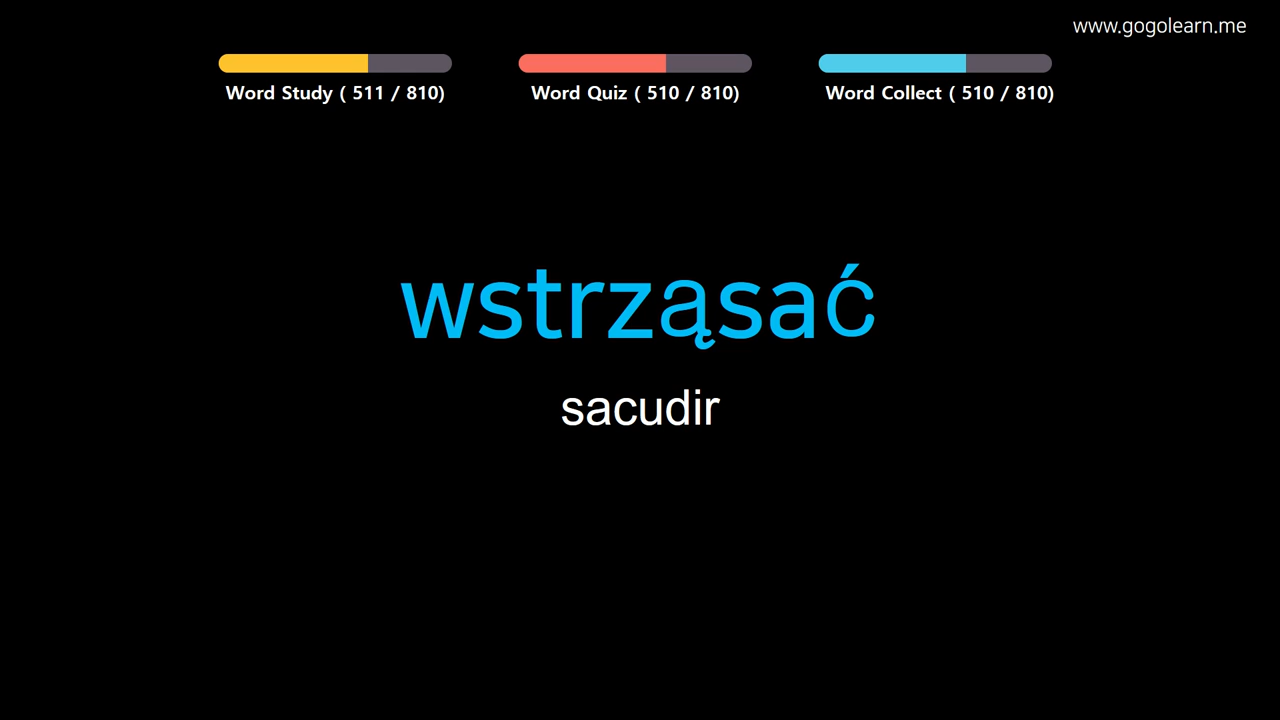 www.gogolearn.me
Word Study ( 511 / 810)
Word Quiz ( 510 / 810)
Word Collect ( 510 / 810)
wstrząsać
sacudir